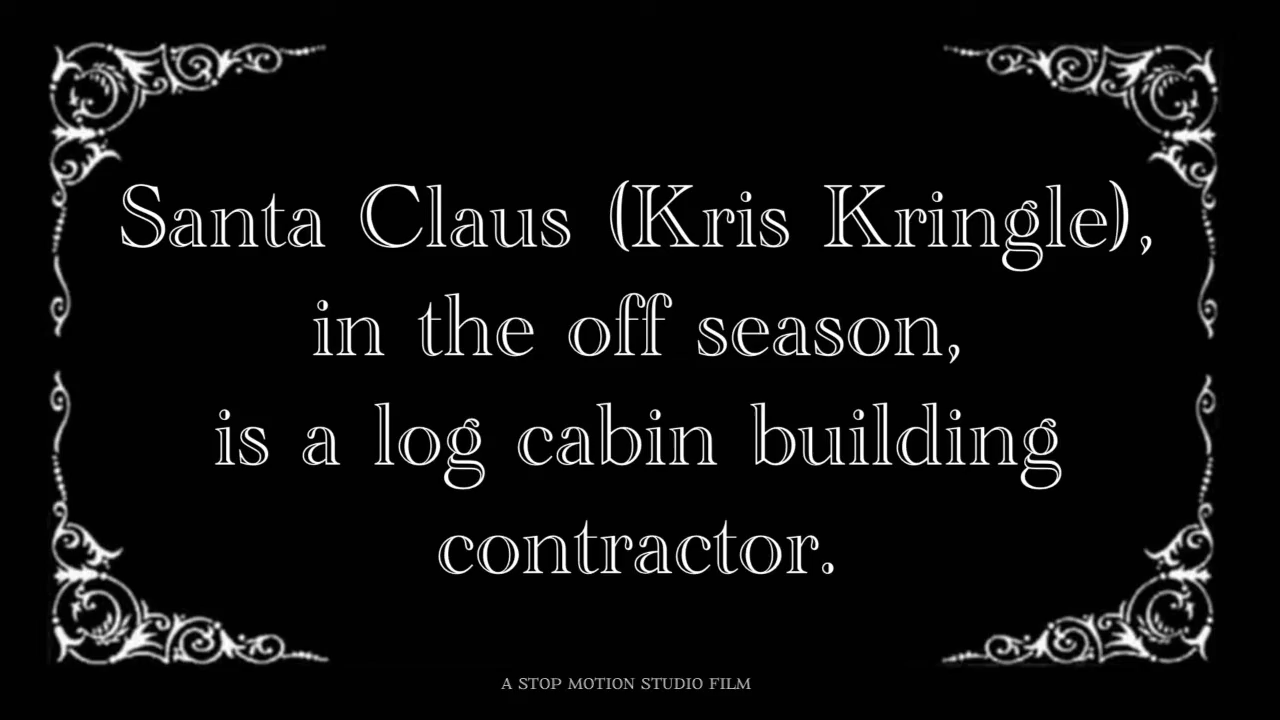 Santa Claus (Kris Kringle),
in the off season,
is a log cabin building
contractor.
A STOP MOTION STUDIO FILM